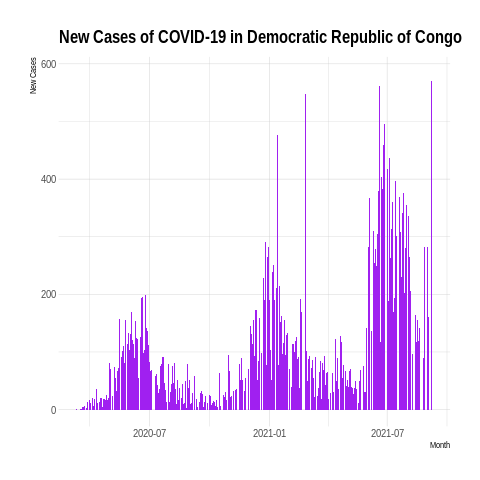 New Cases of COVID-19 in Democratic Republic of Congo
New Cases
600
400
200
0
2020-07
2021-01
2021-07
Month